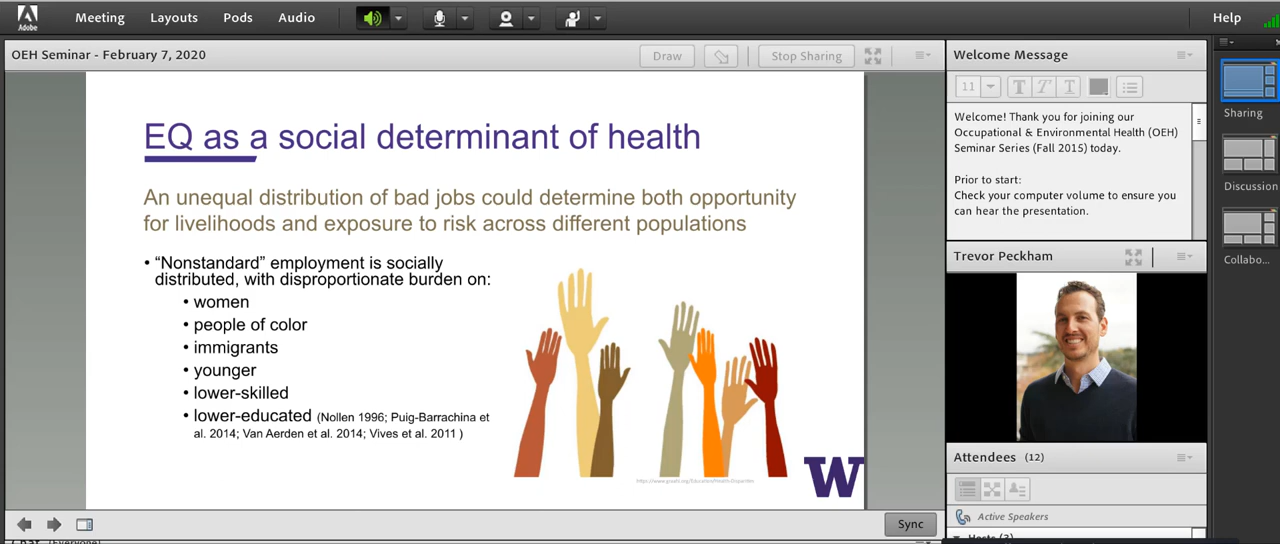 Adobe
Meeting
Layouts
Pods
Audio
Help
OEH Seminar - February 7, 2020
Draw
Stop Sharing
EQ as a social determinant of health
An unequal distribution of bad jobs could determine both opportunity
for livelihoods and exposure to risk across different populations
• “Nonstandard” employment is socially
distributed, with disproportionate burden on:
• women
• people of color
• immigrants
• younger
• lower-skilled
• lower-educated (Nollen 1996; Puig-Barrachina et
al. 2014; Van Aerden et al. 2014; Vives et al. 2011 )
W
Sync
Welcome Message
11
T T T
Welcome! Thank you for joining our
Occupational & Environmental Health (OEH)
Seminar Series (Fall 2015) today.
Prior to start:
Check your computer volume to ensure you
can hear the presentation.
Trevor Peckham
Attendees (12)
Active Speakers
Hosts (3)
Sharing
Discussion
Collabo...